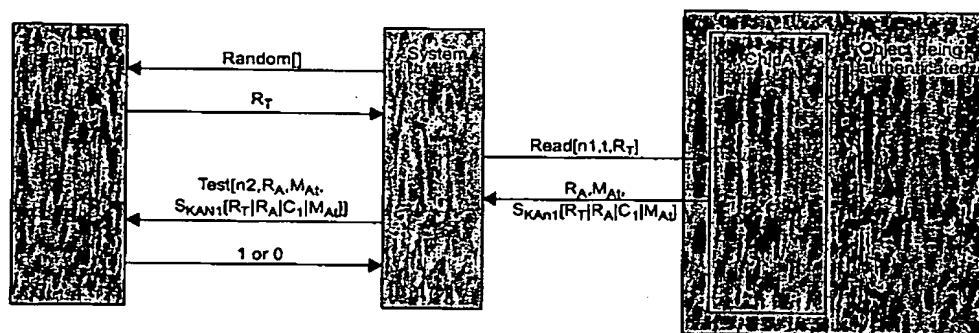 ChipT
System
ChipA
Object being
authenticated
Random[]
R_T
Read[n1,t,R_T]
R_A,M_At,
S_KAn1[R_T|R_A|C_1|M_At]
Test[n2,R_A,M_At,
S_KAN1[R_T|R_A|C_1|M_At]]
1 or 0